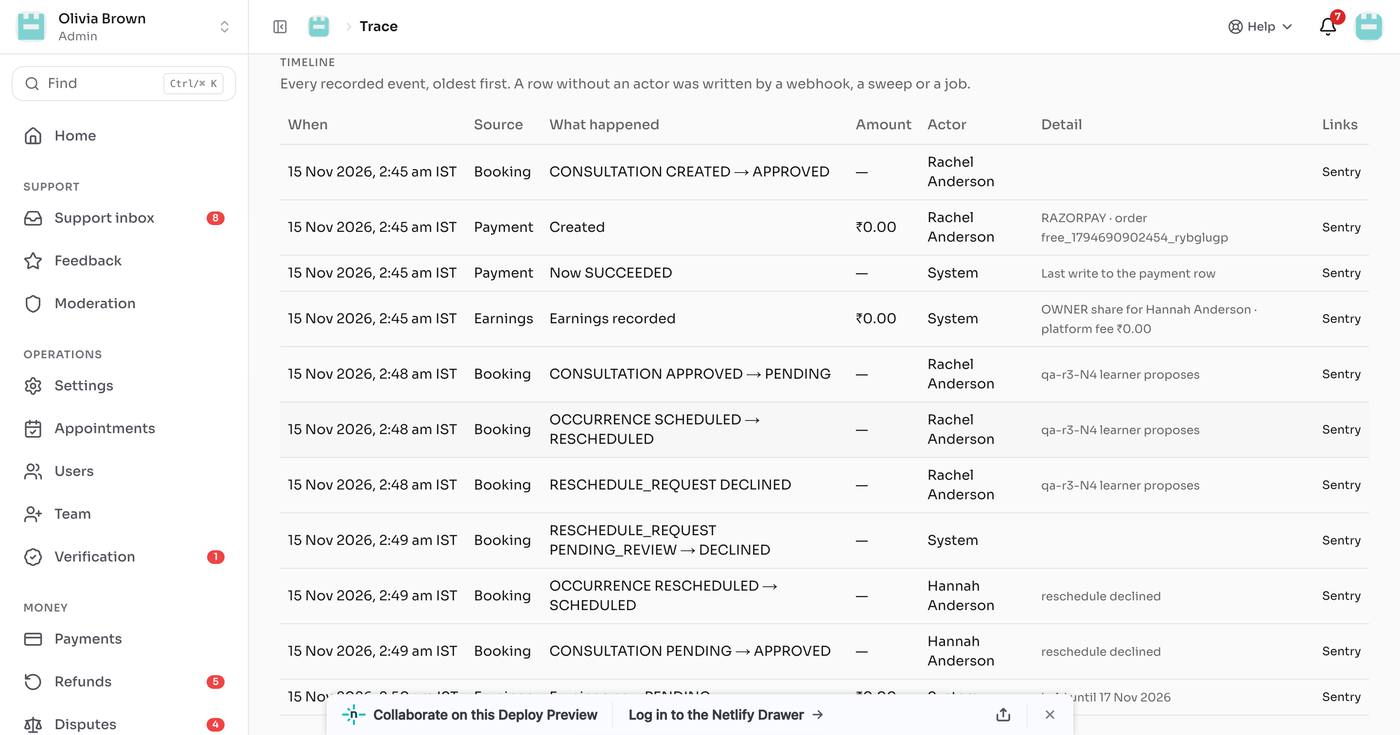 Olivia Brown
Admin
Find
Ctrl/⌘ K
Home
SUPPORT
Support inbox 8
Feedback
Moderation
OPERATIONS
Settings
Appointments
Users
Team
Verification 1
MONEY
Payments
Refunds 5
Disputes 4
Trace
Help
7
TIMELINE
Every recorded event, oldest first. A row without an actor was written by a webhook, a sweep or a job.
When Source What happened Amount Actor Detail Links
15 Nov 2026, 2:45 am IST Booking CONSULTATION CREATED → APPROVED — Rachel Anderson Sentry
15 Nov 2026, 2:45 am IST Payment Created ₹0.00 Rachel Anderson RAZORPAY · order free_1794690902454_rybglugp Sentry
15 Nov 2026, 2:45 am IST Payment Now SUCCEEDED — System Last write to the payment row Sentry
15 Nov 2026, 2:45 am IST Earnings Earnings recorded ₹0.00 System OWNER share for Hannah Anderson · platform fee ₹0.00 Sentry
15 Nov 2026, 2:48 am IST Booking CONSULTATION APPROVED → PENDING — Rachel Anderson qa-r3-N4 learner proposes Sentry
15 Nov 2026, 2:48 am IST Booking OCCURRENCE SCHEDULED → RESCHEDULED — Rachel Anderson qa-r3-N4 learner proposes Sentry
15 Nov 2026, 2:48 am IST Booking RESCHEDULE_REQUEST DECLINED — Rachel Anderson qa-r3-N4 learner proposes Sentry
15 Nov 2026, 2:49 am IST Booking RESCHEDULE_REQUEST PENDING_REVIEW → DECLINED — System Sentry
15 Nov 2026, 2:49 am IST Booking OCCURRENCE RESCHEDULED → SCHEDULED — Hannah Anderson reschedule declined Sentry
15 Nov 2026, 2:49 am IST Booking CONSULTATION PENDING → APPROVED — Hannah Anderson reschedule declined Sentry
15 until 17 Nov 2026 Sentry
Collaborate on this Deploy Preview
Log in to the Netlify Drawer →